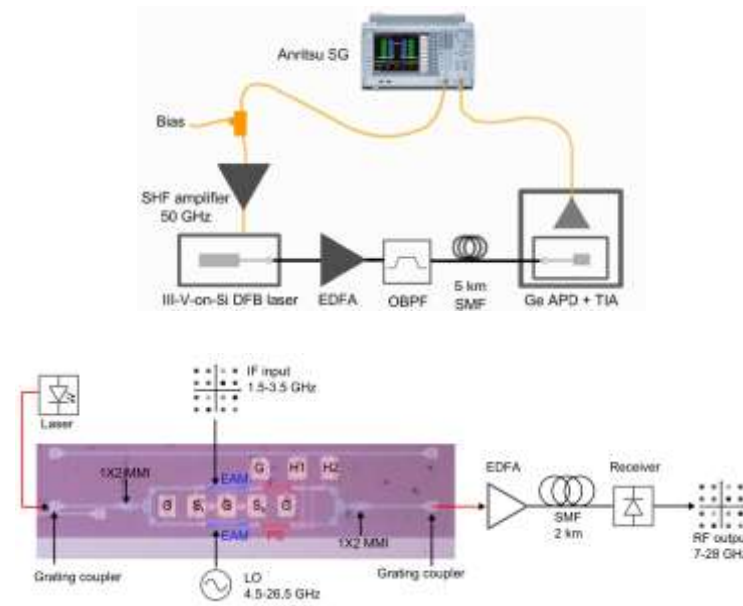 Anritsu SG
Bias
SHF amplifier
50 GHz
III-V-on-Si DFB laser
EDFA
OBPF
5 km
SMF
Ge APD + TIA
IF input
1.5-3.5 GHz
Laser
1X2 MMI
EAM
G H1 H2
G S G S G
EAM
PS
1X2 MMI
Grating coupler
Grating coupler
LO
4.5-26.5 GHz
EDFA
SMF
2 km
Receiver
RF output
7-28 GHz